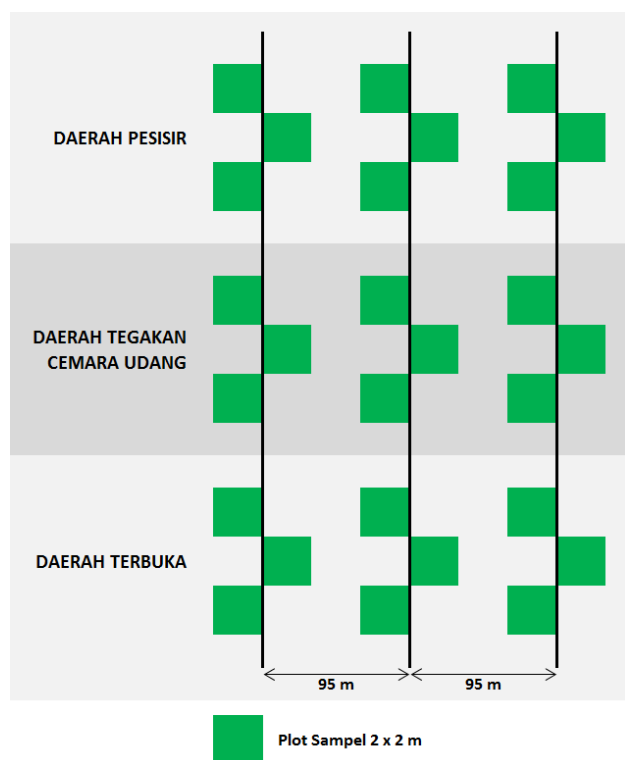 DAERAH PESISIR
DAERAH TEGAKAN
CEMARA UDANG
DAERAH TERBUKA
95 m
95 m
Plot Sampel 2 x 2 m